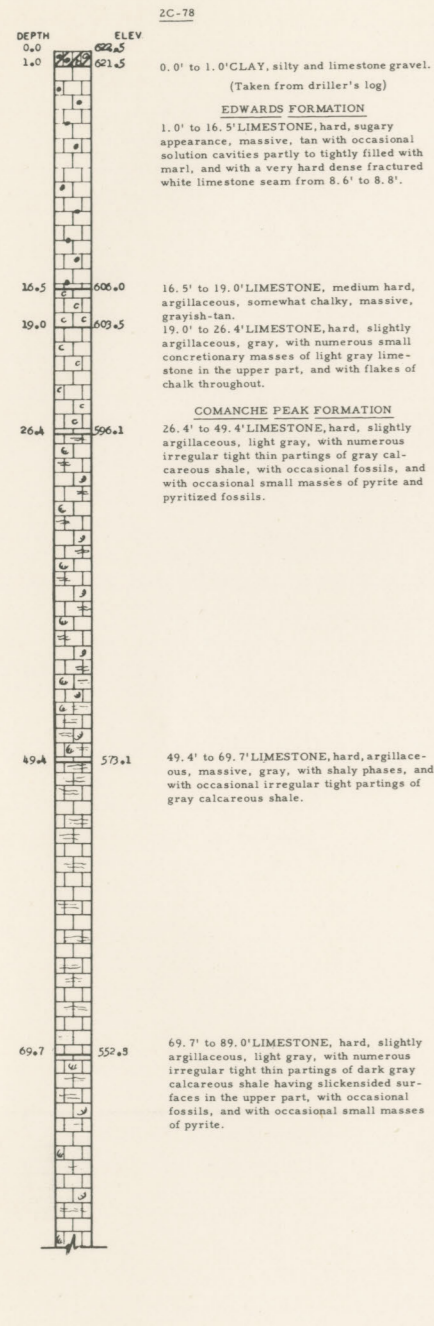 2C-78
DEPTH ELEV.
0.0 622.5
1.0 621.5
0.0' to 1.0'CLAY, silty and limestone gravel.
(Taken from driller's log)
EDWARDS FORMATION
1.0' to 16.5'LIMESTONE, hard, sugary
appearance, massive, tan with occasional
solution cavities partly to tightly filled with
marl, and with a very hard dense fractured
white limestone seam from 8.6' to 8.8'.
16.5 606.0
16.5' to 19.0'LIMESTONE, medium hard,
argillaceous, somewhat chalky, massive,
grayish-tan.
19.0 603.5
19.0' to 26.4'LIMESTONE, hard, slightly
argillaceous, gray, with numerous small
concretionary masses of light gray lime-
stone in the upper part, and with flakes of
chalk throughout.
COMANCHE PEAK FORMATION
26.4 596.1
26.4' to 49.4'LIMESTONE, hard, slightly
argillaceous, light gray, with numerous
irregular tight thin partings of gray cal-
careous shale, with occasional fossils, and
with occasional small masses of pyrite and
pyritized fossils.
49.4 573.1
49.4' to 69.7'LIMESTONE, hard, argillace-
ous, massive, gray, with shaly phases, and
with occasional irregular tight partings of
gray calcareous shale.
69.7 552.8
69.7' to 89.0'LIMESTONE, hard, slightly
argillaceous, light gray, with numerous
irregular tight thin partings of dark gray
calcareous shale having slickensided sur-
faces in the upper part, with occasional
fossils, and with occasional small masses
of pyrite.